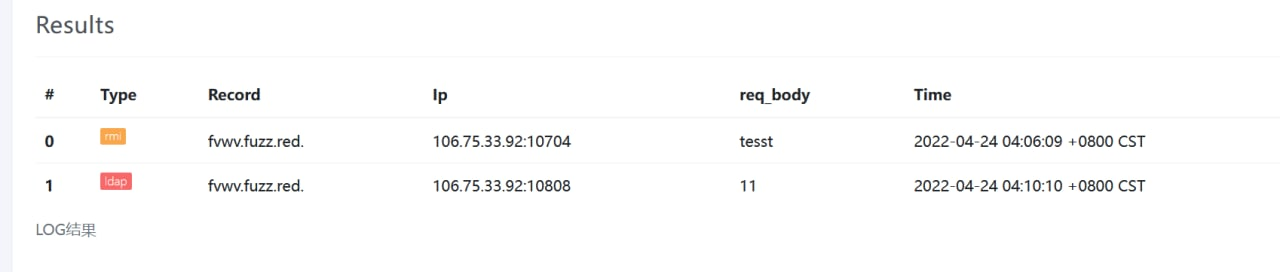 Results
# Type Record Ip req_body Time
0 rmi fvwv.fuzz.red. 106.75.33.92:10704 tesst 2022-04-24 04:06:09 +0800 CST
1 ldap fvwv.fuzz.red. 106.75.33.92:10808 11 2022-04-24 04:10:10 +0800 CST
LOG结果